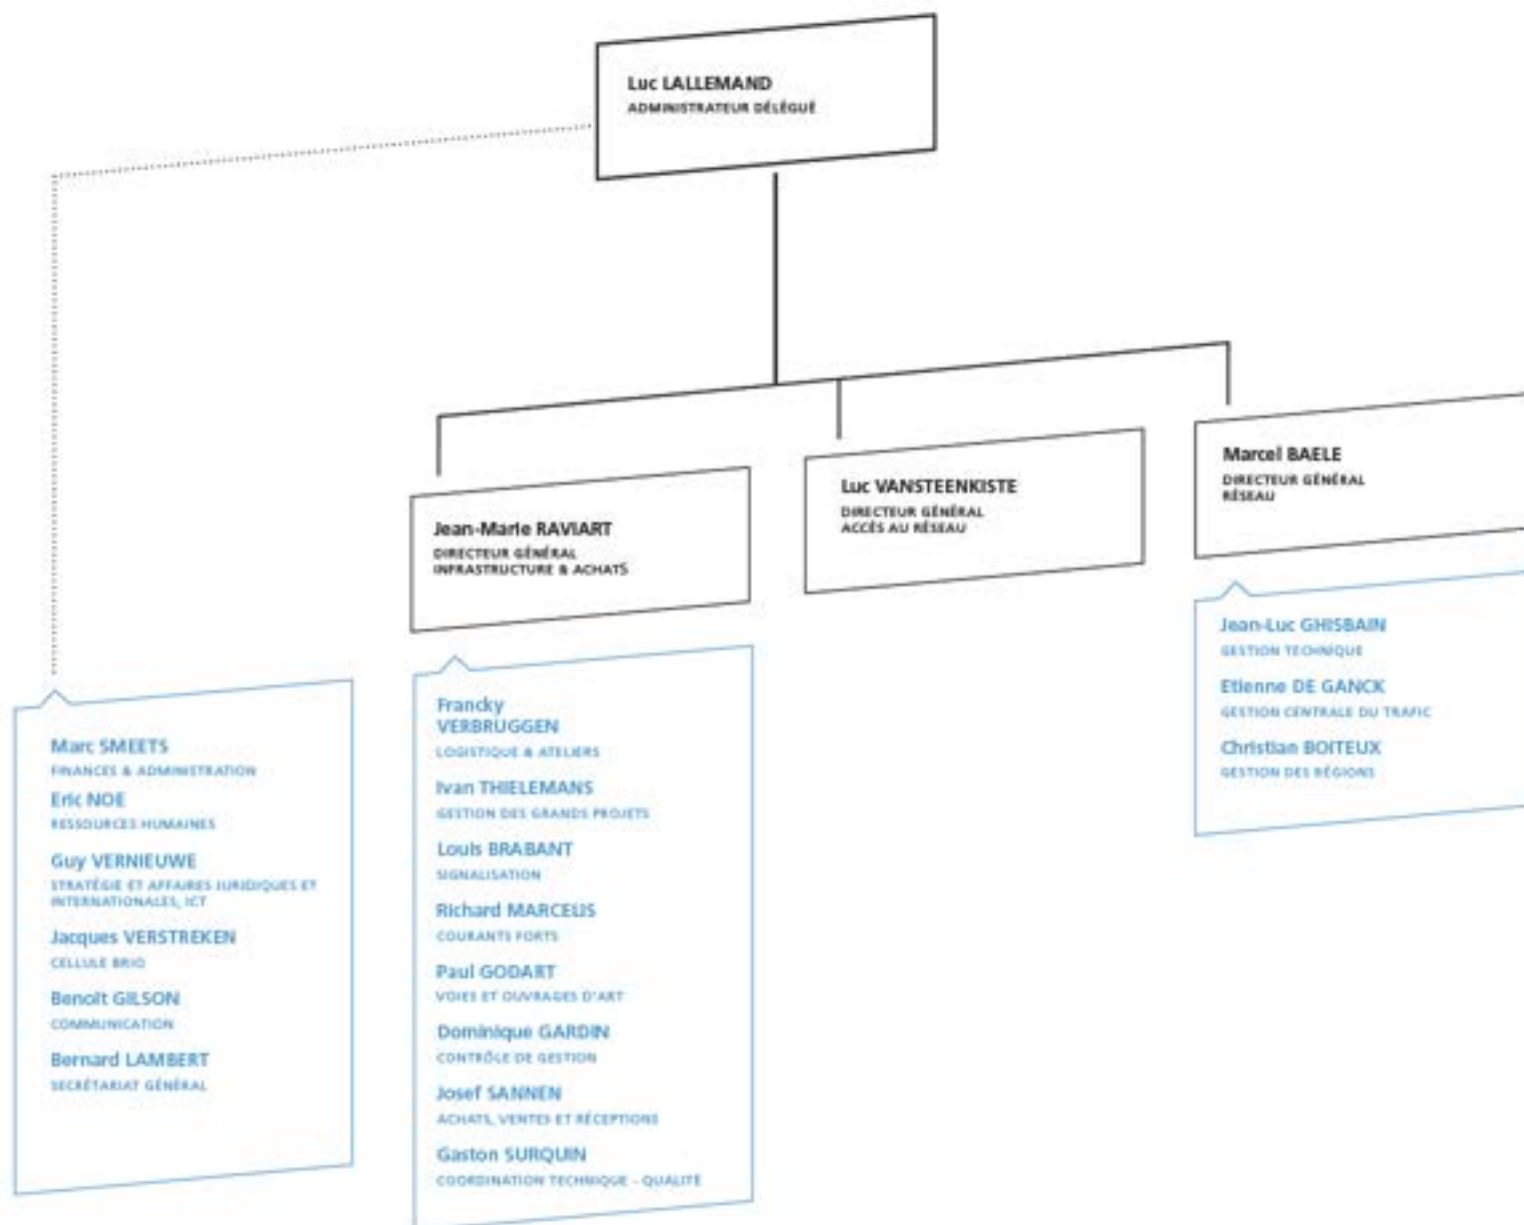 Luc LALLEMAND
ADMINISTRATEUR DÉLÉGUÉ
Jean-Marie RAVIART
DIRECTEUR GÉNÉRAL
INFRASTRUCTURE & ACHATS
Luc VANSTEENKISTE
DIRECTEUR GÉNÉRAL
ACCÈS AU RÉSEAU
Marcel BAELE
DIRECTEUR GÉNÉRAL
RÉSEAU
Marc SMEETS
FINANCES & ADMINISTRATION
Eric NOE
RESSOURCES HUMAINES
Guy VERNIEUWE
STRATÉGIE ET AFFAIRES JURIDIQUES ET
INTERNATIONALES, ICT
Jacques VERSTREKEN
CELLULE BRIO
Benoît GILSON
COMMUNICATION
Bernard LAMBERT
SECRÉTARIAT GÉNÉRAL
Francky
VERBRUGGEN
LOGISTIQUE & ATELIERS
Ivan THIELEMANS
GESTION DES GRANDS PROJETS
Louis BRABANT
SIGNALISATION
Richard MARCELIS
COURANTS FORTS
Paul GODART
VOIES ET OUVRAGES D'ART
Dominique GARDIN
CONTRÔLE DE GESTION
Josef SANNEN
ACHATS, VENTES ET RÉCEPTIONS
Gaston SURQUIN
COORDINATION TECHNIQUE - QUALITÉ
Jean-Luc GHISBAIN
GESTION TECHNIQUE
Etienne DE GANCK
GESTION CENTRALE DU TRAFIC
Christian BOITEUX
GESTION DES RÉGIONS